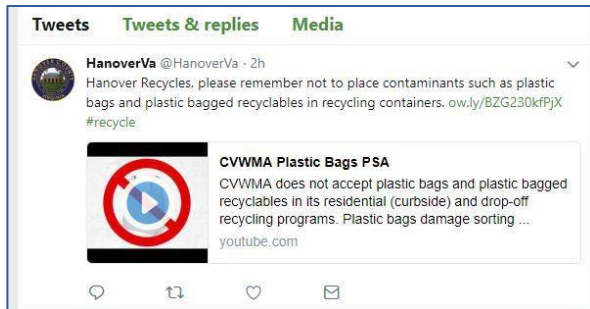 Tweets Tweets & replies Media
HanoverVa @HanoverVa · 2h
Hanover Recycles, please remember not to place contaminants such as plastic
bags and plastic bagged recyclables in recycling containers. ow.ly/BZG230kfPjX
#recycle
CVWMA Plastic Bags PSA
CVWMA does not accept plastic bags and plastic bagged
recyclables in its residential (curbside) and drop-off
recycling programs. Plastic bags damage sorting ...
youtube.com